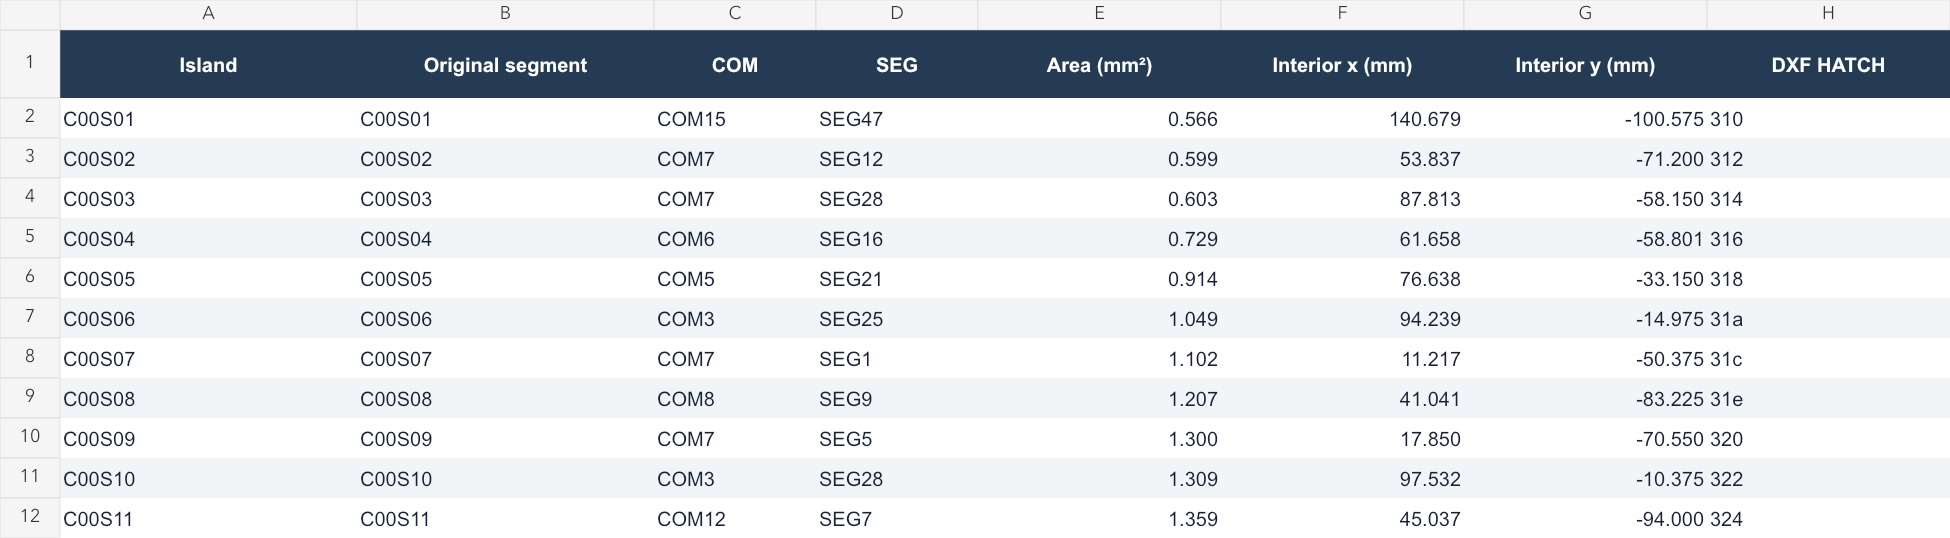 A B C D E F G H
1 Island Original segment COM SEG Area (mm²) Interior x (mm) Interior y (mm) DXF HATCH
2 C00S01 C00S01 COM15 SEG47 0.566 140.679 -100.575 310
3 C00S02 C00S02 COM7 SEG12 0.599 53.837 -71.200 312
4 C00S03 C00S03 COM7 SEG28 0.603 87.813 -58.150 314
5 C00S04 C00S04 COM6 SEG16 0.729 61.658 -58.801 316
6 C00S05 C00S05 COM5 SEG21 0.914 76.638 -33.150 318
7 C00S06 C00S06 COM3 SEG25 1.049 94.239 -14.975 31a
8 C00S07 C00S07 COM7 SEG1 1.102 11.217 -50.375 31c
9 C00S08 C00S08 COM8 SEG9 1.207 41.041 -83.225 31e
10 C00S09 C00S09 COM7 SEG5 1.300 17.850 -70.550 320
11 C00S10 C00S10 COM3 SEG28 1.309 97.532 -10.375 322
12 C00S11 C00S11 COM12 SEG7 1.359 45.037 -94.000 324